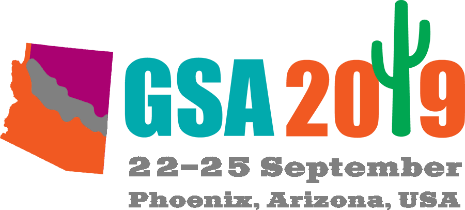 GSA 2019
22–25 September
Phoenix, Arizona, USA